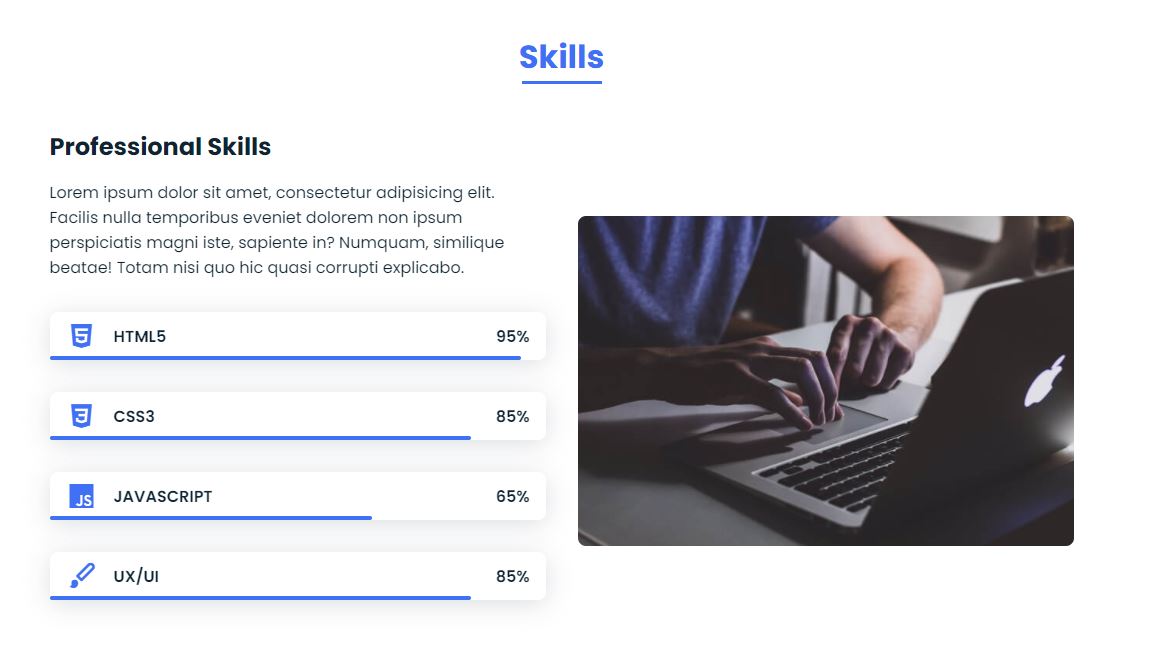 Skills
Professional Skills
Lorem ipsum dolor sit amet, consectetur adipisicing elit.
Facilis nulla temporibus eveniet dolorem non ipsum
perspiciatis magni iste, sapiente in? Numquam, similique
beatae! Totam nisi quo hic quasi corrupti explicabo.
HTML5 95%
CSS3 85%
JS JAVASCRIPT 65%
UX/UI 85%